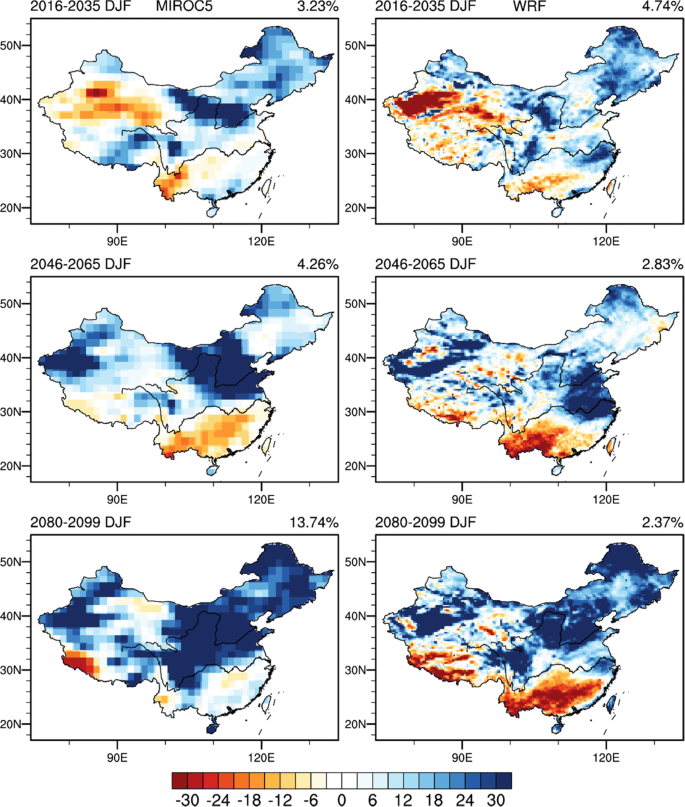 2016-2035 DJF MIROC5 3.23%
2016-2035 DJF WRF 4.74%
50N 40N 30N 20N
90E 120E
90E 120E
50N 40N 30N 20N
2046-2065 DJF 4.26%
2046-2065 DJF 2.83%
50N 40N 30N 20N
90E 120E
50N 40N 30N 20N
90E 120E
2080-2099 DJF 13.74%
2080-2099 DJF 2.37%
50N 40N 30N 20N
90E 120E
50N 40N 30N 20N
90E 120E
-30 -24 -18 -12 -6 0 6 12 18 24 30